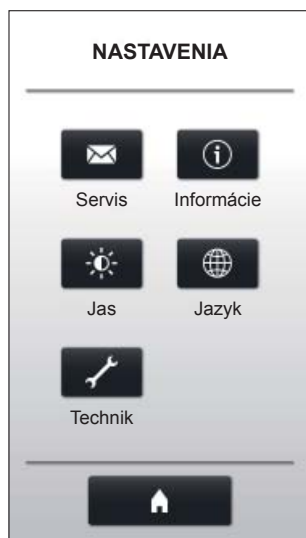 NASTAVENIA
Servis
Informácie
Jas
Jazyk
Technik